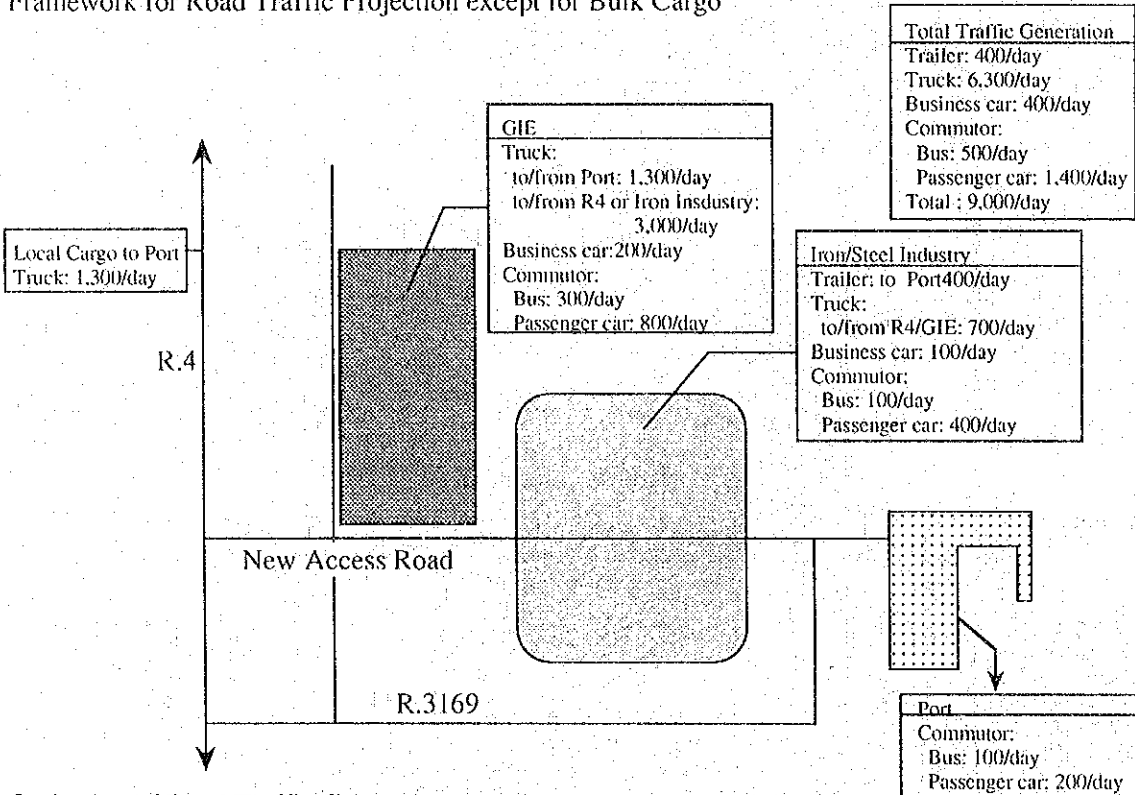 Framework for Road Traffic Projection except for Bulk Cargo
Total Traffic Generation
Trailer: 400/day
Truck: 6,300/day
Business car: 400/day
Commutor:
Bus: 500/day
Passenger car: 1,400/day
Total : 9,000/day
GIE
Truck:
to/from Port: 1,300/day
to/from R4 or Iron Insdustry:
3,000/day
Business car:200/day
Commutor:
Bus: 300/day
Passenger car: 800/day
Local Cargo to Port
Truck: 1,300/day
Iron/Steel Industry
Trailer: to Port400/day
Truck:
to/from R4/GIE: 700/day
Business car: 100/day
Commutor:
Bus: 100/day
Passenger car: 400/day
R.4
New Access Road
R.3169
Port
Commutor:
Bus: 100/day
Passenger car: 200/day